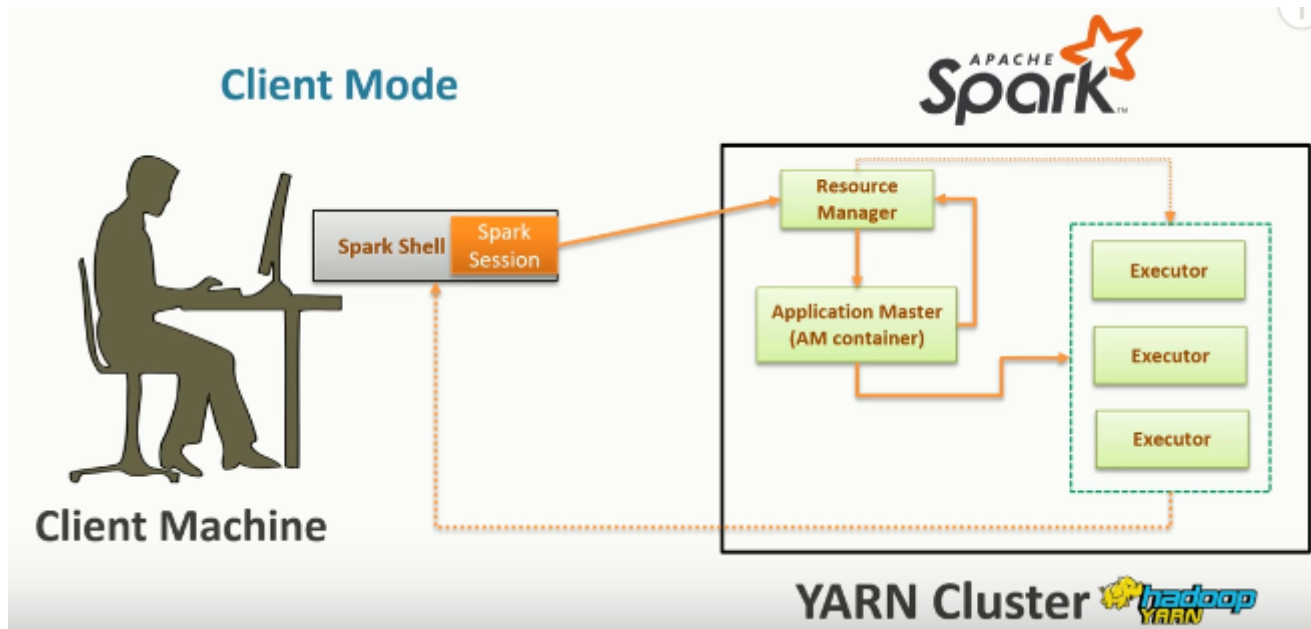 Client Mode
APACHE
Spark
TM
Spark Shell
Spark
Session
Resource
Manager
Application Master
(AM container)
Executor
Executor
Executor
Client Machine
YARN Cluster
hadoop
YARN